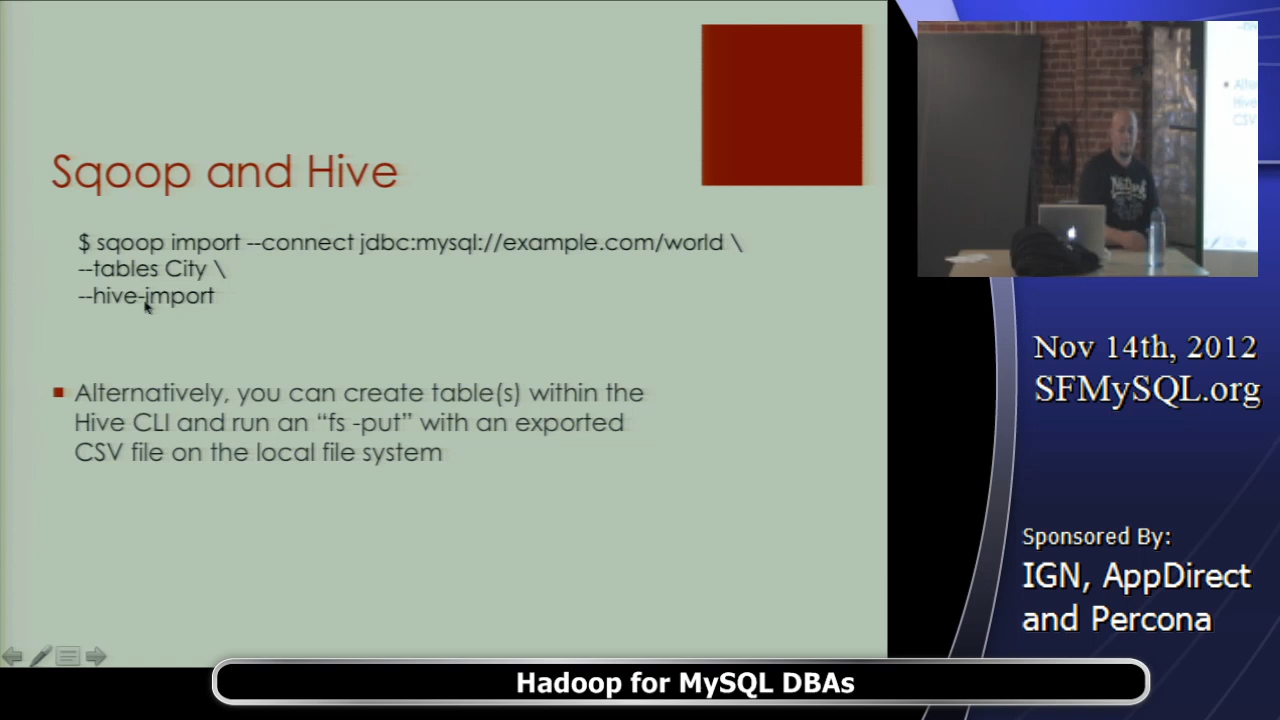 Sqoop and Hive
$ sqoop import --connect jdbc:mysql://example.com/world \
--tables City \
--hive-import
Alternatively, you can create table(s) within the
Hive CLI and run an “fs -put” with an exported
CSV file on the local file system
Hive
CSV
Nov 14th, 2012
SFMySQL.org
Sponsored By:
IGN, AppDirect
and Percona
Hadoop for MySQL DBAs